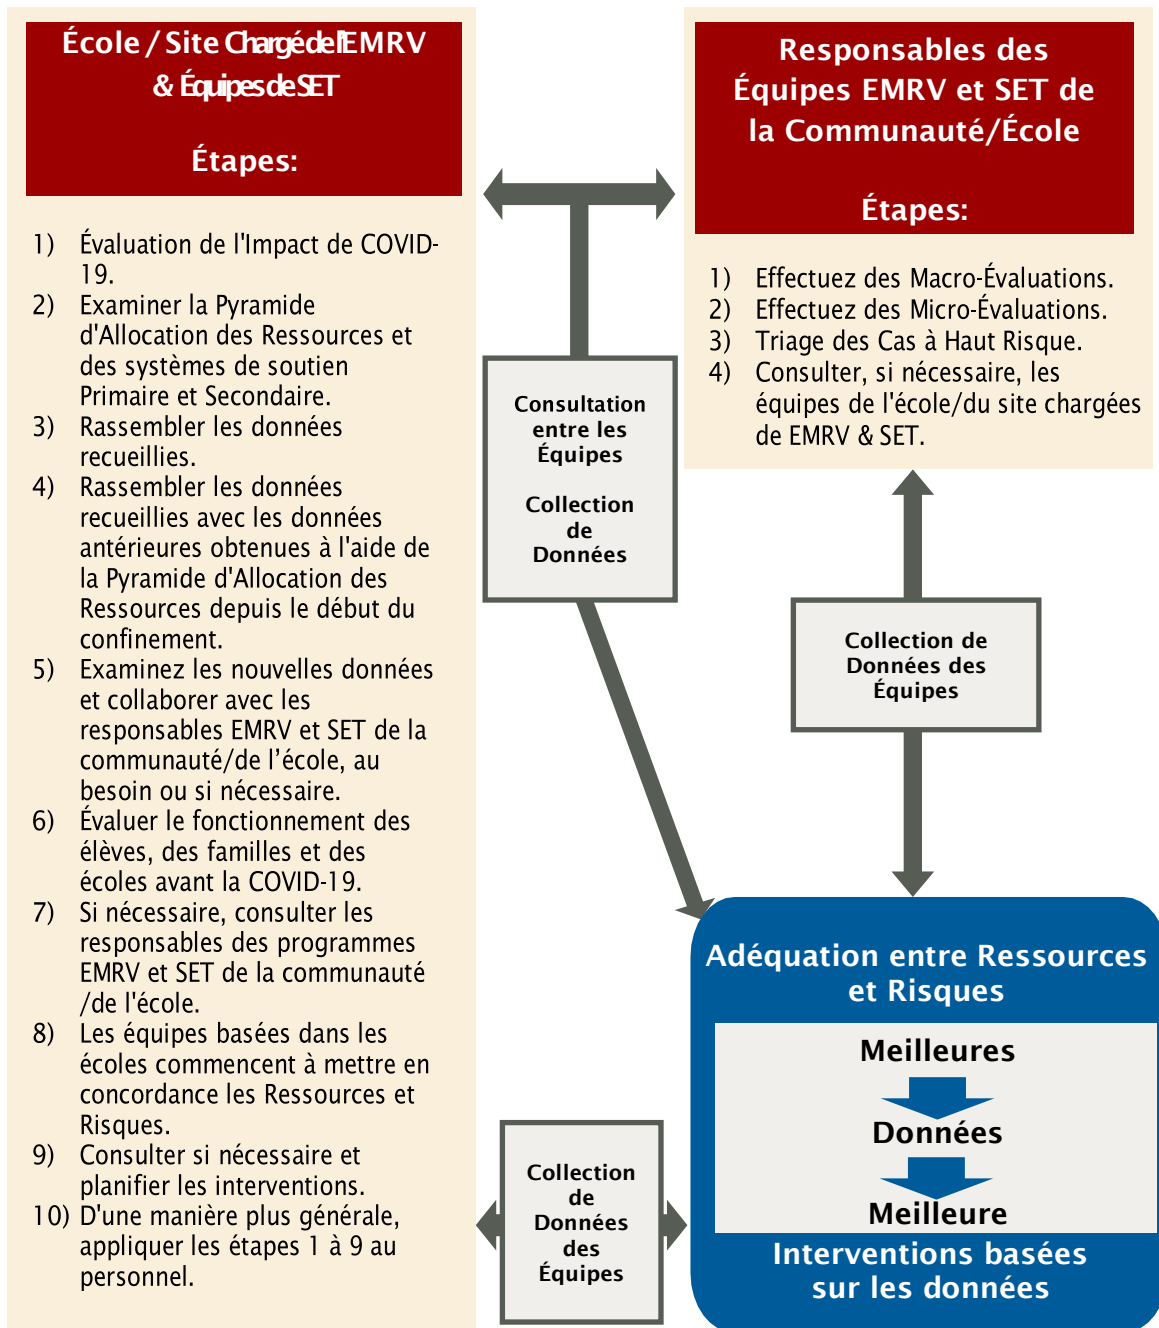 École / Site Chargé de l'EMRV
& Équipes de SET
Étapes:
1) Évaluation de l'Impact de COVID-
19.
2) Examiner la Pyramide
d'Allocation des Ressources et
des systèmes de soutien
Primaire et Secondaire.
3) Rassembler les données
recueillies.
4) Rassembler les données
recueillies avec les données
antérieures obtenues à l'aide de
la Pyramide d'Allocation des
Ressources depuis le début du
confinement.
5) Examinez les nouvelles données
et collaborer avec les
responsables EMRV et SET de la
communauté/de l’école, au
besoin ou si nécessaire.
6) Évaluer le fonctionnement des
élèves, des familles et des
écoles avant la COVID-19.
7) Si nécessaire, consulter les
responsables des programmes
EMRV et SET de la communauté
/de l'école.
8) Les équipes basées dans les
écoles commencent à mettre en
concordance les Ressources et
Risques.
9) Consulter si nécessaire et
planifier les interventions.
10) D'une manière plus générale,
appliquer les étapes 1 à 9 au
personnel.
Consultation
entre les
Équipes
Collection
de
Données
Responsables des
Équipes EMRV et SET de
la Communauté/École
Étapes:
1) Effectuez des Macro-Évaluations.
2) Effectuez des Micro-Évaluations.
3) Triage des Cas à Haut Risque.
4) Consulter, si nécessaire, les
équipes de l'école/du site chargées
de EMRV & SET.
Collection de
Données des
Équipes
Collection
de
Données
des
Équipes
Adéquation entre Ressources
et Risques
Meilleures
Données
Meilleure
Interventions basées
sur les données